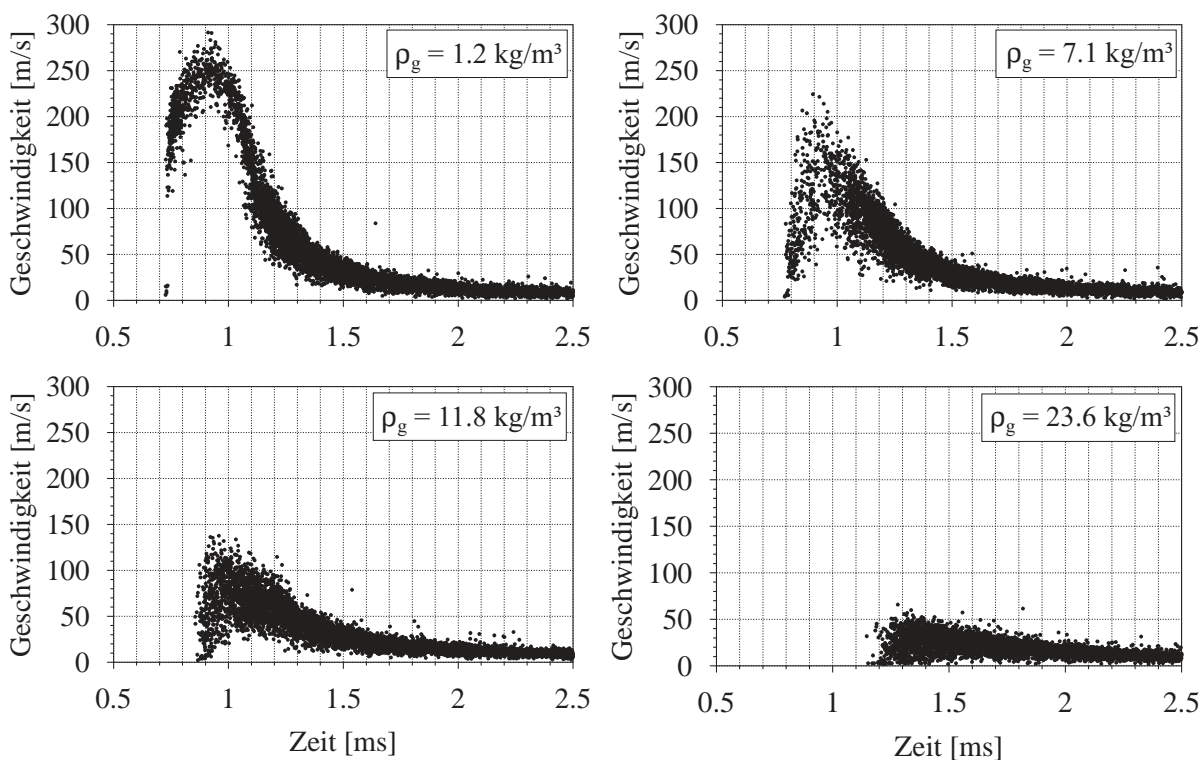 Geschwindigkeit [m/s]
300
250
200
150
100
50
0
ρg = 1.2 kg/m³
0.5 1 1.5 2 2.5
Geschwindigkeit [m/s]
300
250
200
150
100
50
0
ρg = 7.1 kg/m³
0.5 1 1.5 2 2.5
Geschwindigkeit [m/s]
300
250
200
150
100
50
0
ρg = 11.8 kg/m³
0.5 1 1.5 2 2.5
Zeit [ms]
Geschwindigkeit [m/s]
300
250
200
150
100
50
0
ρg = 23.6 kg/m³
0.5 1 1.5 2 2.5
Zeit [ms]